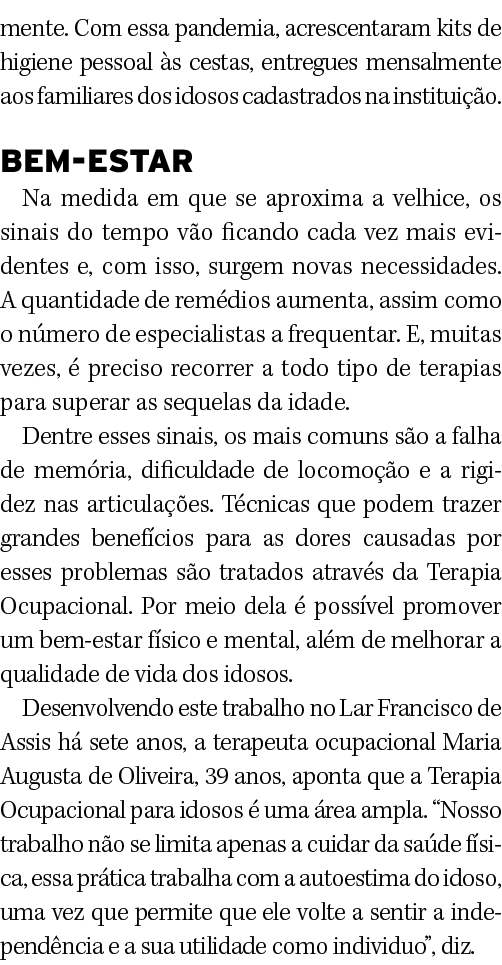 mente. Com essa pandemia, acrescentaram kits de
higiene pessoal às cestas, entregues mensalmente
aos familiares dos idosos cadastrados na instituição.
BEM-ESTAR
Na medida em que se aproxima a velhice, os
sinais do tempo vão ficando cada vez mais evi-
dentes e, com isso, surgem novas necessidades.
A quantidade de remédios aumenta, assim como
o número de especialistas a frequentar. E, muitas
vezes, é preciso recorrer a todo tipo de terapias
para superar as sequelas da idade.
Dentre esses sinais, os mais comuns são a falha
de memória, dificuldade de locomoção e a rigi-
dez nas articulações. Técnicas que podem trazer
grandes benefícios para as dores causadas por
esses problemas são tratados através da Terapia
Ocupacional. Por meio dela é possível promover
um bem-estar físico e mental, além de melhorar a
qualidade de vida dos idosos.
Desenvolvendo este trabalho no Lar Francisco de
Assis há sete anos, a terapeuta ocupacional Maria
Augusta de Oliveira, 39 anos, aponta que a Terapia
Ocupacional para idosos é uma área ampla. “Nosso
trabalho não se limita apenas a cuidar da saúde físi-
ca, essa prática trabalha com a autoestima do idoso,
uma vez que permite que ele volte a sentir a inde-
pendência e a sua utilidade como individuo”, diz.